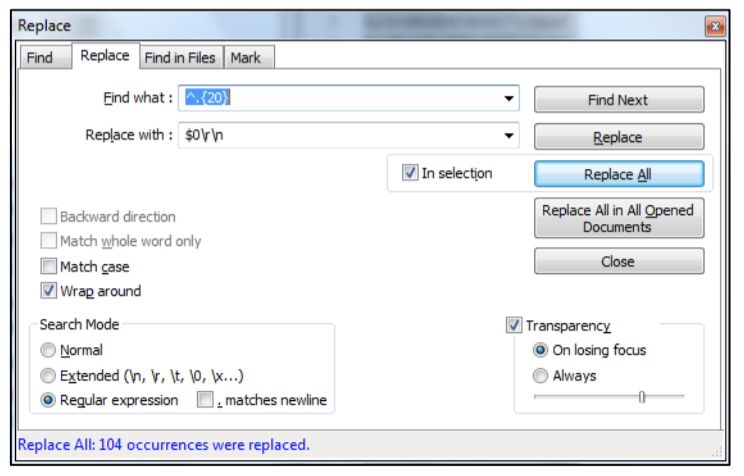 Replace
Find Replace Find in Files Mark
Find what : ^.{20} Find Next
Replace with : $0\r\n Replace
In selection Replace All
Backward direction Replace All in All Opened Documents
Match whole word only
Match case Close
Wrap around
Search Mode Transparency
Normal On losing focus
Extended (\n, \r, \t, \0, \x...) Always
Regular expression . matches newline
Replace All: 104 occurrences were replaced.